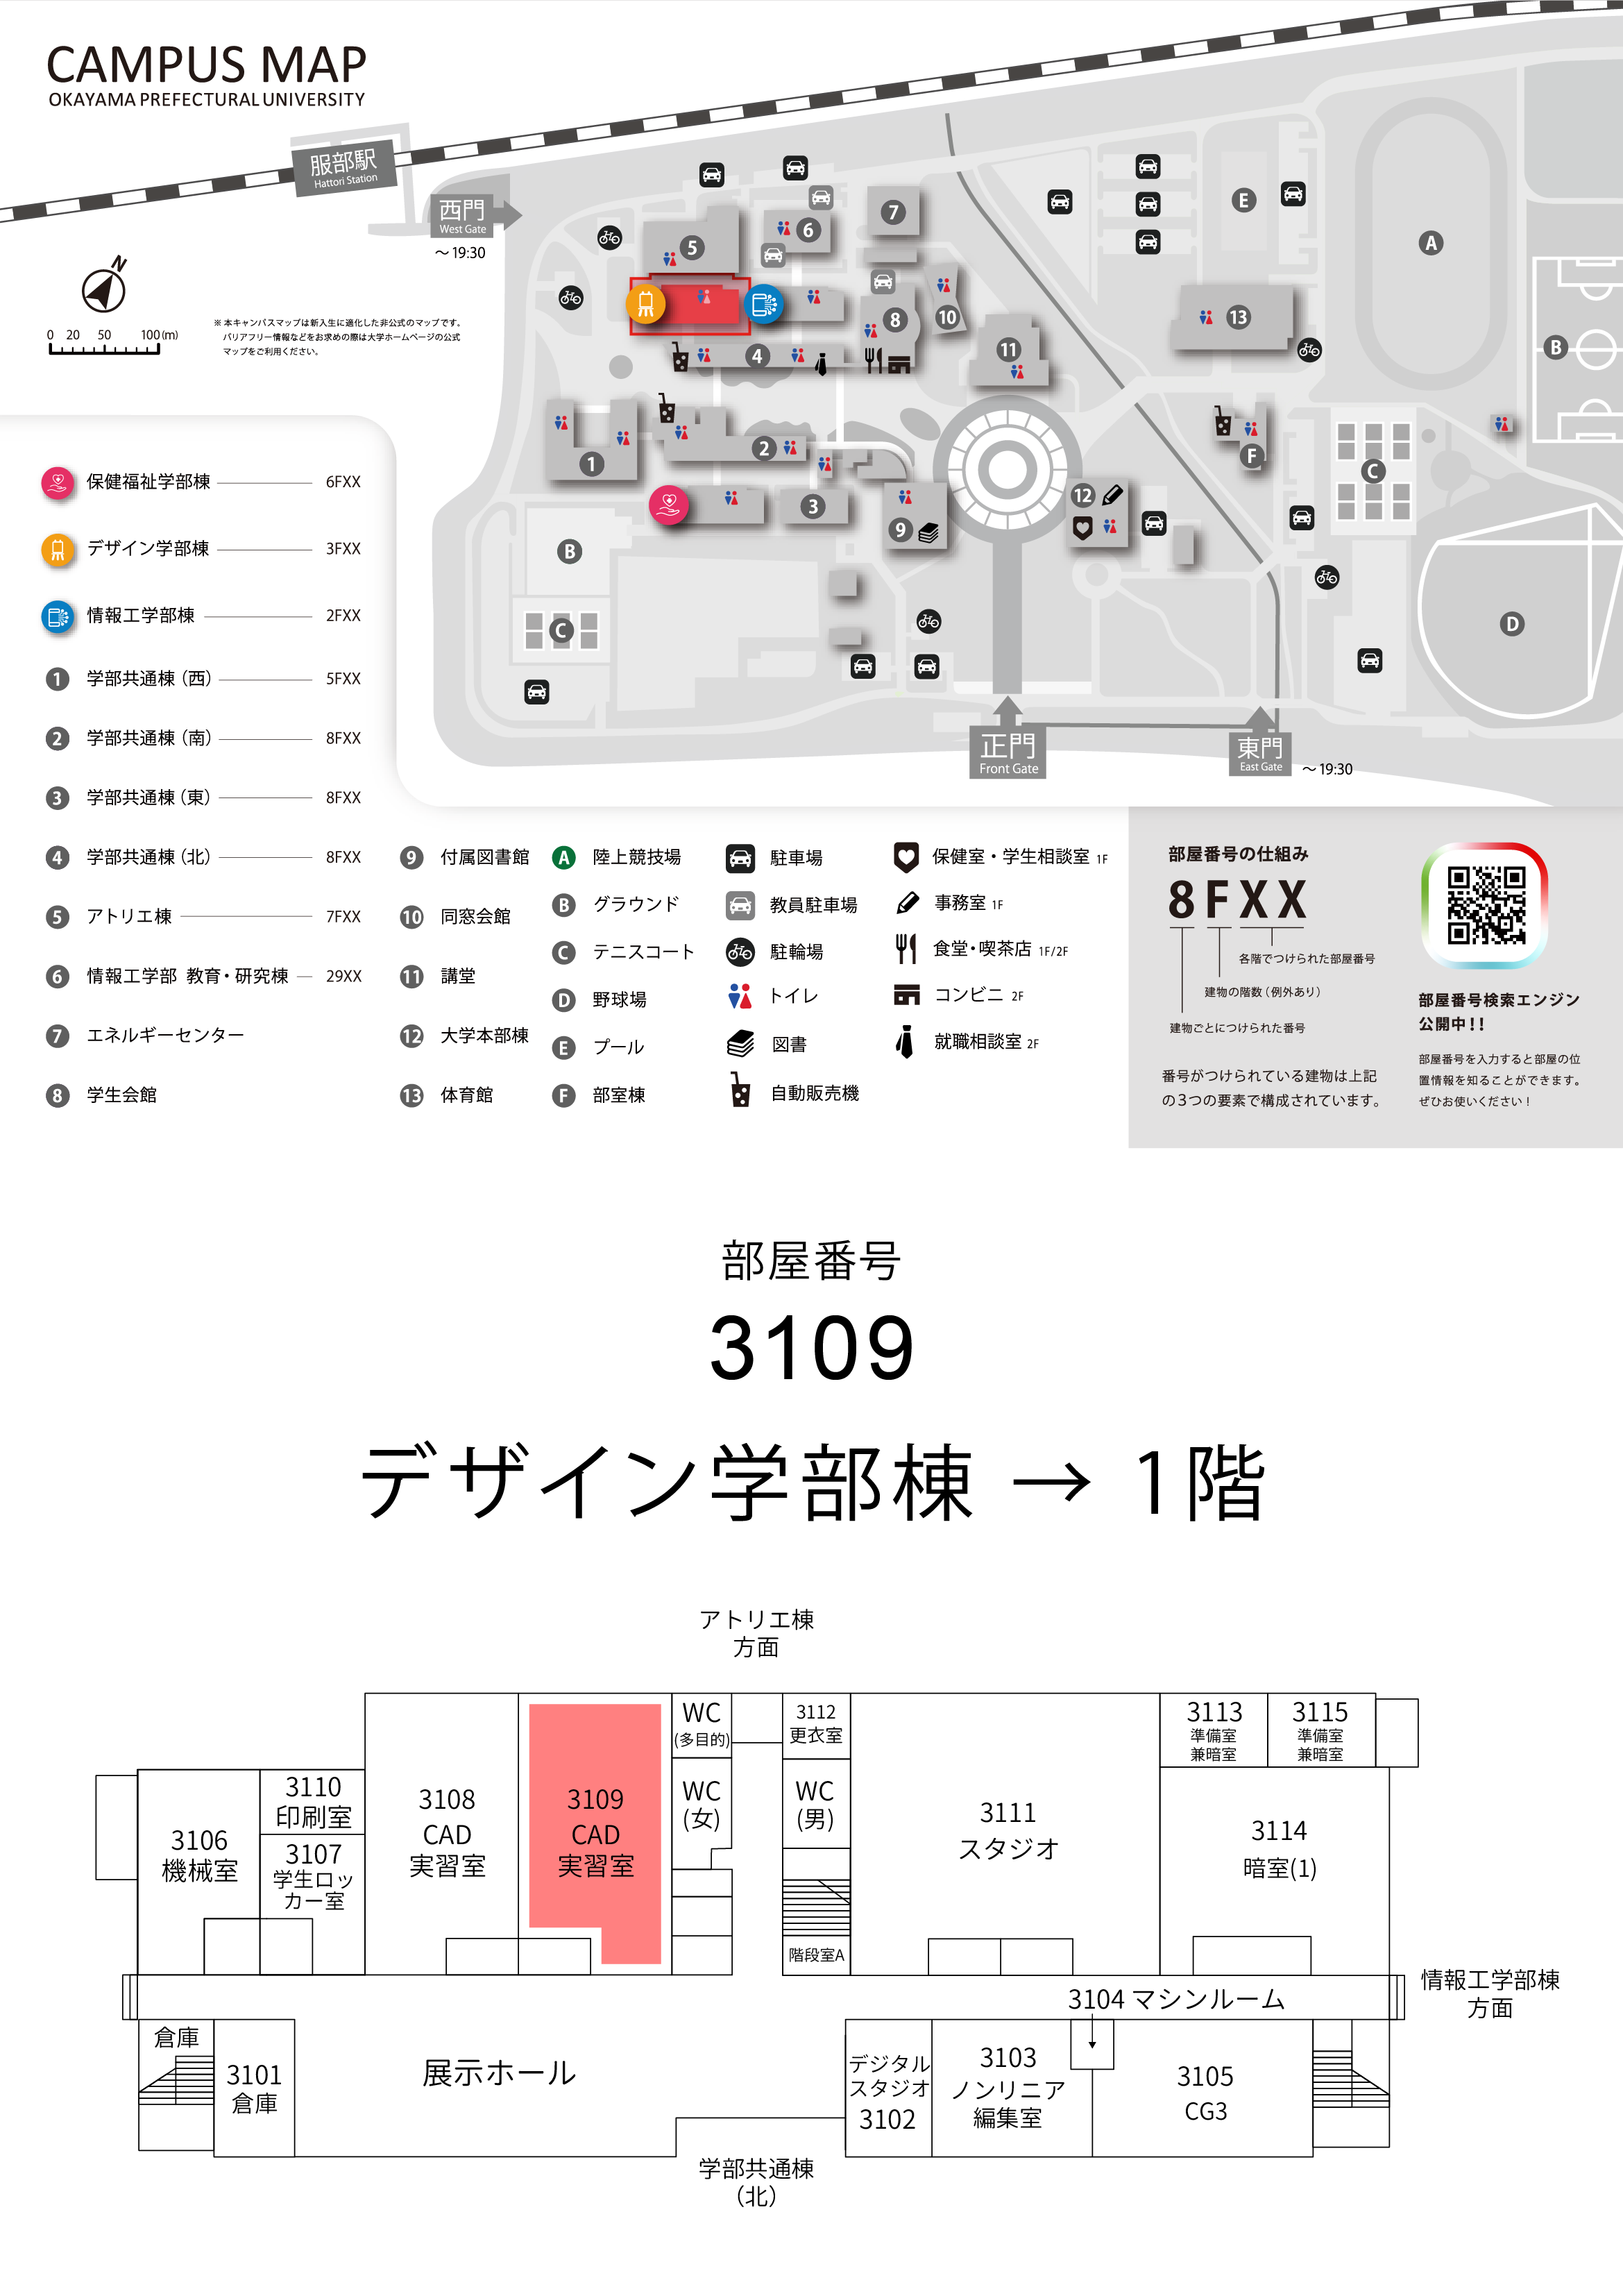 CAMPUS MAP
OKAYAMA PREFECTURAL UNIVERSITY
服部駅
Hattori Station
西門
West Gate
～19:30
N
0 20 50 100(m)
※本キャンパスマップは新入生に適化した非公式のマップです。
バリアフリー情報などをお求めの際は大学ホームページの公式
マップをご利用ください。
7
6
5
E
A
8
10
13
11
4
B
1
2
F
C
3
9
12
B
C
D
正門
Front Gate
東門
East Gate
～19:30
保健福祉学部棟 6FXX
デザイン学部棟 3FXX
情報工学部棟 2FXX
1 学部共通棟（西） 5FXX
2 学部共通棟（南） 8FXX
3 学部共通棟（東） 8FXX
4 学部共通棟（北） 8FXX
5 アトリエ棟 7FXX
6 情報工学部 教育・研究棟 29XX
7 エネルギーセンター
8 学生会館
9 付属図書館
10 同窓会館
11 講堂
12 大学本部棟
13 体育館
A 陸上競技場
B グラウンド
C テニスコート
D 野球場
E プール
F 部室棟
駐車場
教員駐車場
駐輪場
トイレ
図書
自動販売機
保健室・学生相談室 1F
事務室 1F
食堂・喫茶店 1F/2F
コンビニ 2F
就職相談室 2F
部屋番号の仕組み
8FXX
各階でつけられた部屋番号
建物の階数（例外あり）
建物ごとにつけられた番号
番号がつけられている建物は上記
の3つの要素で構成されています。
部屋番号検索エンジン
公開中！！
部屋番号を入力すると部屋の位
置情報を知ることができます。
ぜひお使いください！
部屋番号
3109
デザイン学部棟 → 1階
アトリエ棟
方面
3106
機械室
3110
印刷室
3107
学生ロッ
カー室
3108
CAD
実習室
3109
CAD
実習室
WC
(多目的)
WC
(女)
3112
更衣室
WC
(男)
階段室A
3111
スタジオ
3113
準備室
兼暗室
3115
準備室
兼暗室
3114
暗室(1)
情報工学部棟
方面
3104 マシンルーム
倉庫
3101
倉庫
展示ホール
デジタル
スタジオ
3102
3103
ノンリニア
編集室
3105
CG3
学部共通棟
（北）